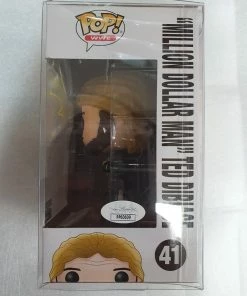 POP!
WWE
"MILLION DOLLAR MAN" TED DIBIASE
41